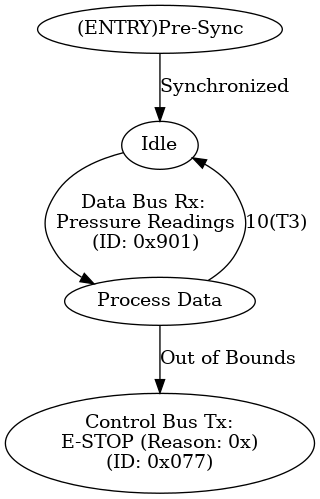 (ENTRY)Pre-Sync
Synchronized
Idle
Data Bus Rx:
Pressure Readings
(ID: 0x901)
10(T3)
Process Data
Out of Bounds
Control Bus Tx:
E-STOP (Reason: 0x)
(ID: 0x077)